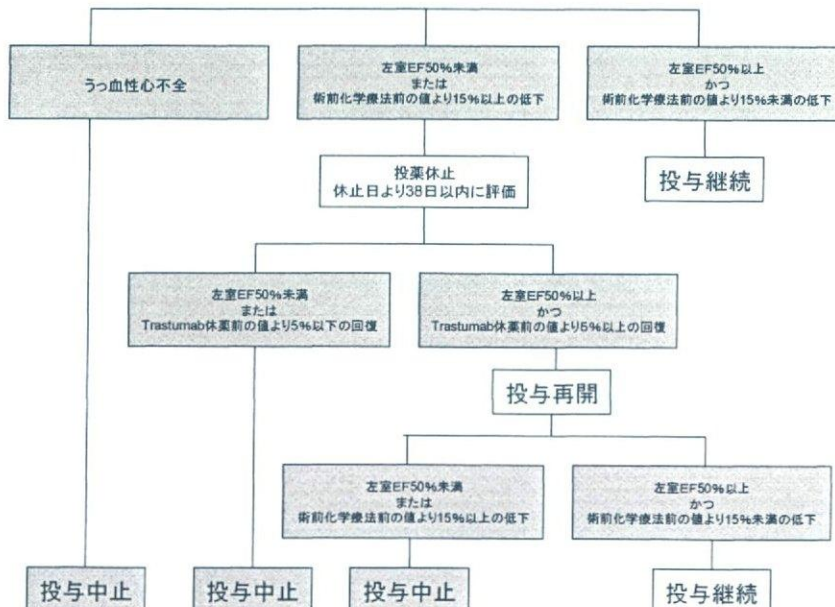 うっ血性心不全
左室EF50%未満
または
術前化学療法前の値より15%以上の低下
左室EF50%以上
かつ
術前化学療法前の値より15%未満の低下
投薬休止
休止日より38日以内に評価
投与継続
左室EF50%未満
または
Trastumab休薬前の値より5%以下の回復
左室EF50%以上
かつ
Trastumab休薬前の値より6%以上の回復
投与再開
左室EF50%未満
または
術前化学療法前の値より15%以上の低下
左室EF50%以上
かつ
術前化学療法前の値より15%未満の低下
投与中止
投与中止
投与中止
投与継続